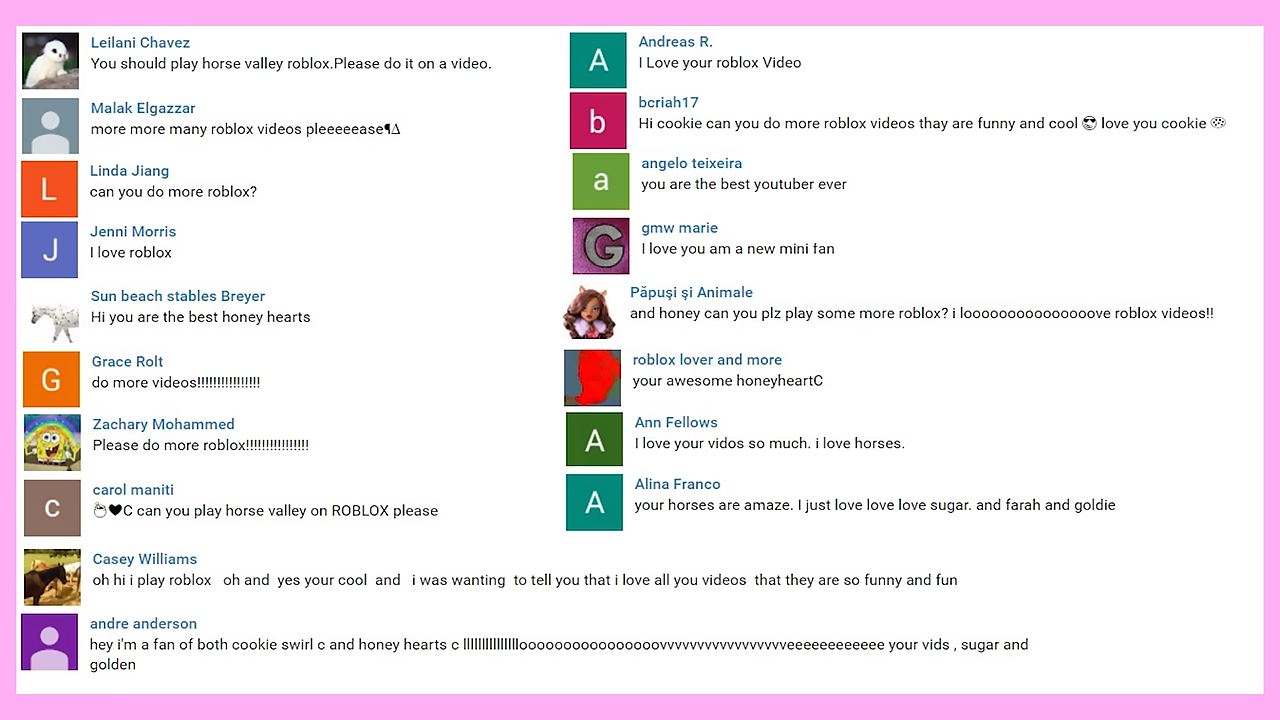 Leilani Chavez
You should play horse valley roblox.Please do it on a video.
Malak Elgazzar
more more many roblox videos pleeeeease¶∆
L
Linda Jiang
can you do more roblox?
J
Jenni Morris
I love roblox
Sun beach stables Breyer
Hi you are the best honey hearts
G
Grace Rolt
do more videos!!!!!!!!!!!!!!!!
Zachary Mohammed
Please do more roblox!!!!!!!!!!!!!!!!
c
carol maniti
☃♥C can you play horse valley on ROBLOX please
Casey Williams
oh hi i play roblox   oh and  yes your cool  and   i was wanting  to tell you that i love all you videos  that they are so funny and fun
andre anderson
hey i'm a fan of both cookie swirl c and honey hearts c lllllllllllllllloooooooooooooooovvvvvvvvvvvvvvvvvveeeeeeeeeeee your vids , sugar and
golden
A
Andreas R.
I Love your roblox Video
b
bcriah17
Hi cookie can you do more roblox videos thay are funny and cool 😎 love you cookie 🍪
a
angelo teixeira
you are the best youtuber ever
G
gmw marie
I love you am a new mini fan
Păpuși și Animale
and honey can you plz play some more roblox? i looooooooooooooove roblox videos!!
roblox lover and more
your awesome honeyheartC
A
Ann Fellows
I love your vidos so much. i love horses.
A
Alina Franco
your horses are amaze. I just love love love sugar. and farah and goldie